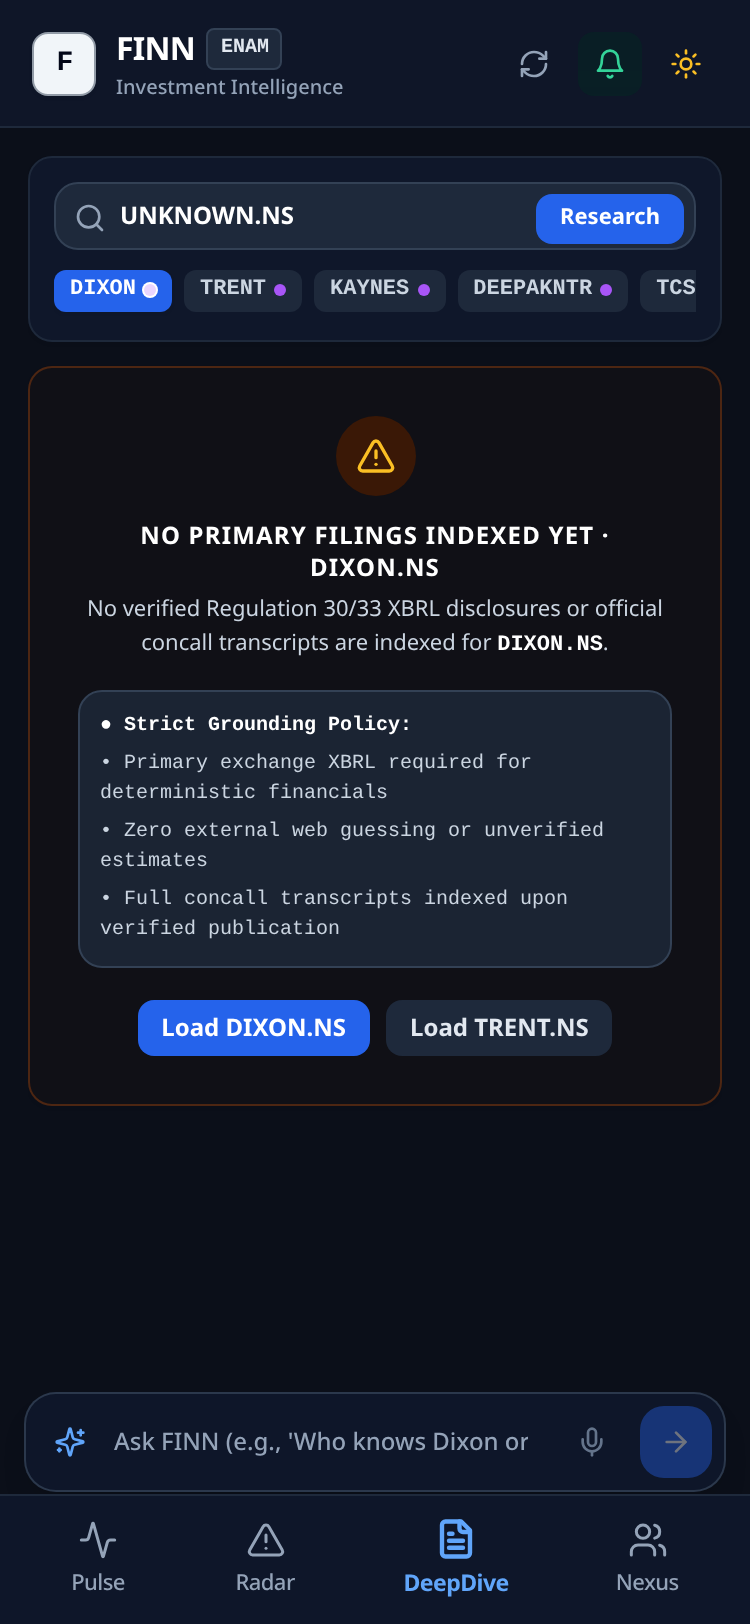 F
FINN ENAM
Investment Intelligence
UNKNOWN.NS
Research
DIXON
TRENT
KAYNES
DEEPAKNTR
TCS
NO PRIMARY FILINGS INDEXED YET ·
DIXON.NS
No verified Regulation 30/33 XBRL disclosures or official
concall transcripts are indexed for DIXON.NS.
● Strict Grounding Policy:
• Primary exchange XBRL required for
deterministic financials
• Zero external web guessing or unverified
estimates
• Full concall transcripts indexed upon
verified publication
Load DIXON.NS
Load TRENT.NS
Ask FINN (e.g., 'Who knows Dixon or
Pulse
Radar
DeepDive
Nexus